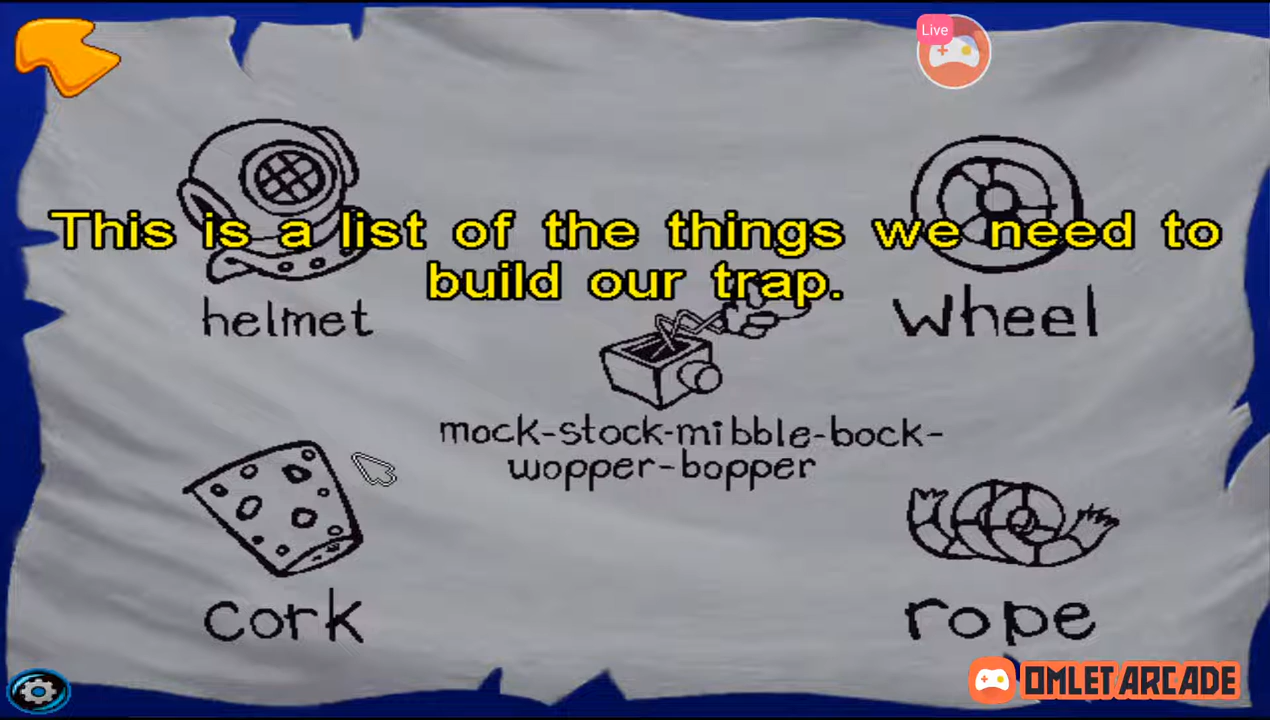 Live
This is a list of the things we need to
build our trap.
helmet
wheel
mock-stock-mibble-bock-
wopper-bopper
cork
rope
OMLET ARCADE